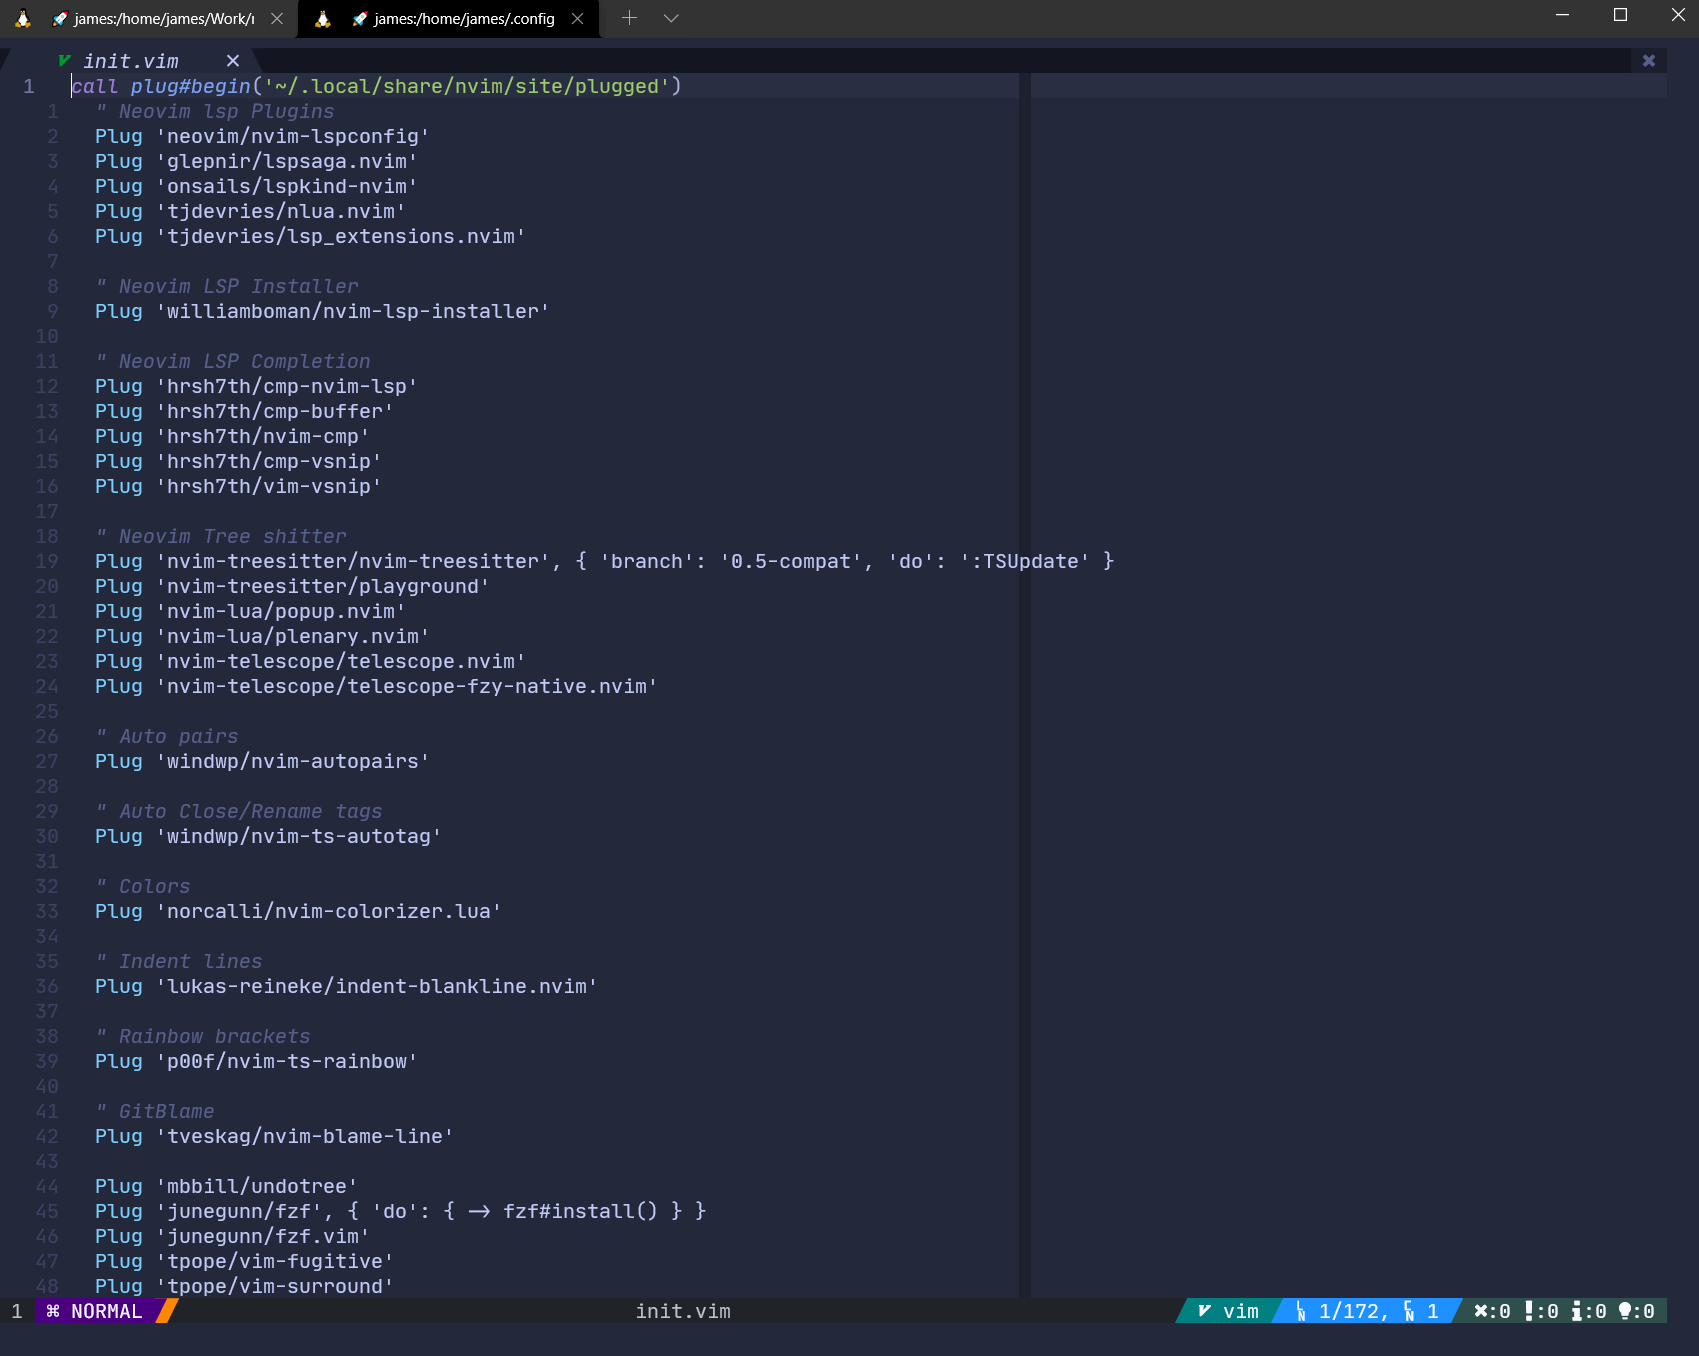 james:/home/james/Work/r
james:/home/james/.config
init.vim
1 call plug#begin('~/.local/share/nvim/site/plugged')
1 " Neovim lsp Plugins
2 Plug 'neovim/nvim-lspconfig'
3 Plug 'glepnir/lspsaga.nvim'
4 Plug 'onsails/lspkind-nvim'
5 Plug 'tjdevries/nlua.nvim'
6 Plug 'tjdevries/lsp_extensions.nvim'
7
8 " Neovim LSP Installer
9 Plug 'williamboman/nvim-lsp-installer'
10
11 " Neovim LSP Completion
12 Plug 'hrsh7th/cmp-nvim-lsp'
13 Plug 'hrsh7th/cmp-buffer'
14 Plug 'hrsh7th/nvim-cmp'
15 Plug 'hrsh7th/cmp-vsnip'
16 Plug 'hrsh7th/vim-vsnip'
17
18 " Neovim Tree shitter
19 Plug 'nvim-treesitter/nvim-treesitter', { 'branch': '0.5-compat', 'do': ':TSUpdate' }
20 Plug 'nvim-treesitter/playground'
21 Plug 'nvim-lua/popup.nvim'
22 Plug 'nvim-lua/plenary.nvim'
23 Plug 'nvim-telescope/telescope.nvim'
24 Plug 'nvim-telescope/telescope-fzy-native.nvim'
25
26 " Auto pairs
27 Plug 'windwp/nvim-autopairs'
28
29 " Auto Close/Rename tags
30 Plug 'windwp/nvim-ts-autotag'
31
32 " Colors
33 Plug 'norcalli/nvim-colorizer.lua'
34
35 " Indent lines
36 Plug 'lukas-reineke/indent-blankline.nvim'
37
38 " Rainbow brackets
39 Plug 'p00f/nvim-ts-rainbow'
40
41 " GitBlame
42 Plug 'tveskag/nvim-blame-line'
43
44 Plug 'mbbill/undotree'
45 Plug 'junegunn/fzf', { 'do': { -> fzf#install() } }
46 Plug 'junegunn/fzf.vim'
47 Plug 'tpope/vim-fugitive'
48 Plug 'tpope/vim-surround'
1 ⌘ NORMAL init.vim vim LN 1/172, CN 1 ✖:0 !:0 i:0 :0